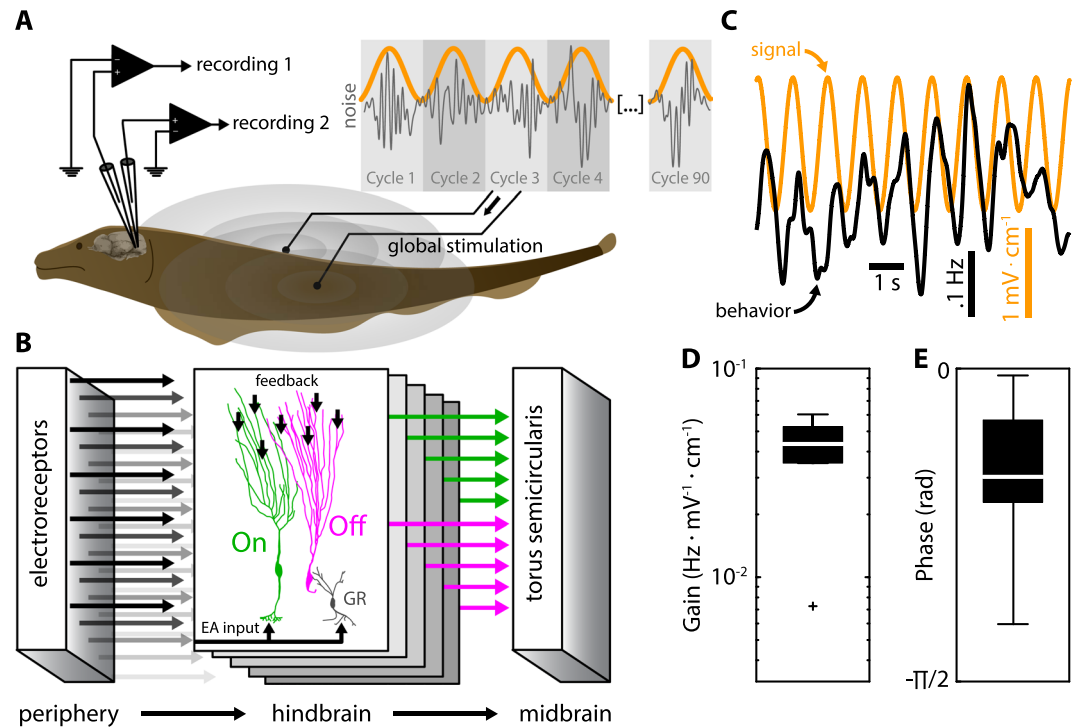 A
recording 1
recording 2
noise
Cycle 1
Cycle 2
Cycle 3
Cycle 4
[...]
Cycle 90
global stimulation
B
electroreceptors
feedback
On
Off
GR
EA input
torus semicircularis
periphery
hindbrain
midbrain
C
signal
behavior
1 s
.1 Hz
1 mV · cm⁻¹
D
Gain (Hz · mV⁻¹ · cm⁻¹)
10⁻¹
10⁻²
E
Phase (rad)
0
-∏/2